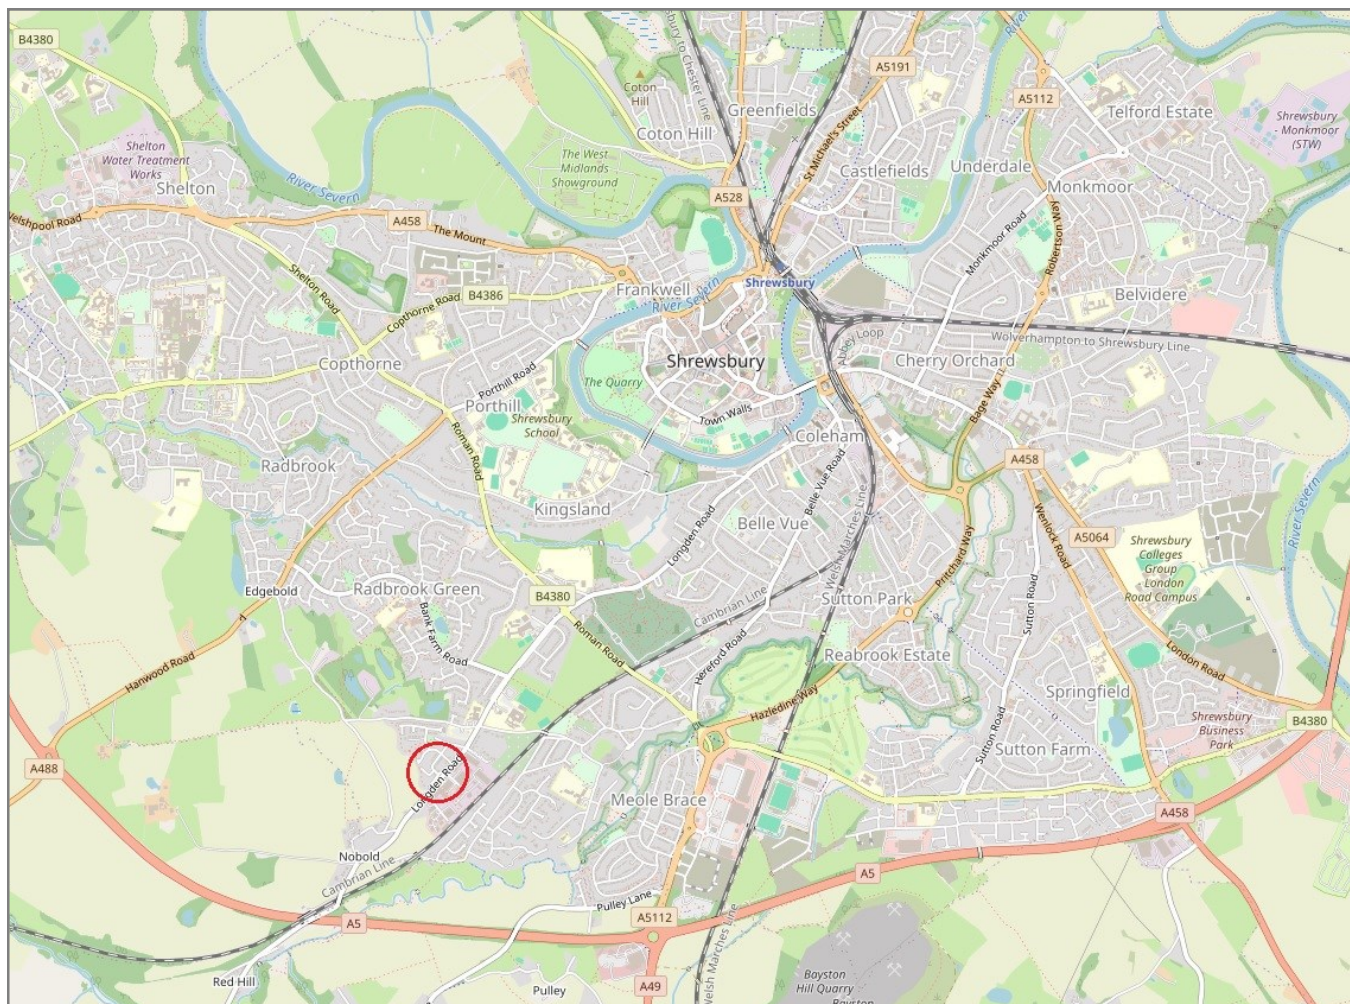 B4380
Shelton
Water Treatment
Works
Shelton
Welshpool Road
River Severn
A458
The Mount
Shelton Road
Copthorne Road
B4386
Copthorne
Coton
Hill
Coton Hill
The West
Midlands
Showground
Shrewsbury to Chester Line
Greenfields
A528
St Michael's Street
A5191
Castlefields
Underdale
A5112
Telford Estate
Shrewsbury
- Monkmoor
(STW)
Monkmoor
Monkmoor Road
Robertson Way
Belvidere
Frankwell
River Severn
Shrewsbury
Shrewsbury
The Quarry
Town Walls
Abbey Loop
Wolverhampton to Shrewsbury Line
Cherry Orchard
Bage Way
Porthill Road
Porthill
Shrewsbury
School
Roman Road
Radbrook
Kingsland
Coleham
Belle Vue Road
Belle Vue
Longden Road
Welsh Marches Line
A458
Wenlock Road
A5064
Shrewsbury
Colleges
Group
London
Road Campus
River Severn
Pritchard Way
Edgebold
Radbrook Green
Bank Farm Road
B4380
Roman Road
Cambrian Line
Sutton Park
Hereford Road
Reabrook Estate
Sutton Road
London Road
Hanwood Road
Hazledine Way
Springfield
Sutton Road
Sutton Farm
Shrewsbury
Business
Park
B4380
A488
Longden Road
Meole Brace
A458
Nobold
Cambrian Line
A5
Pulley Lane
A5
A5112
Welsh Marches Line
Red Hill
Pulley
A49
Bayston
Hill Quarry
Bayston